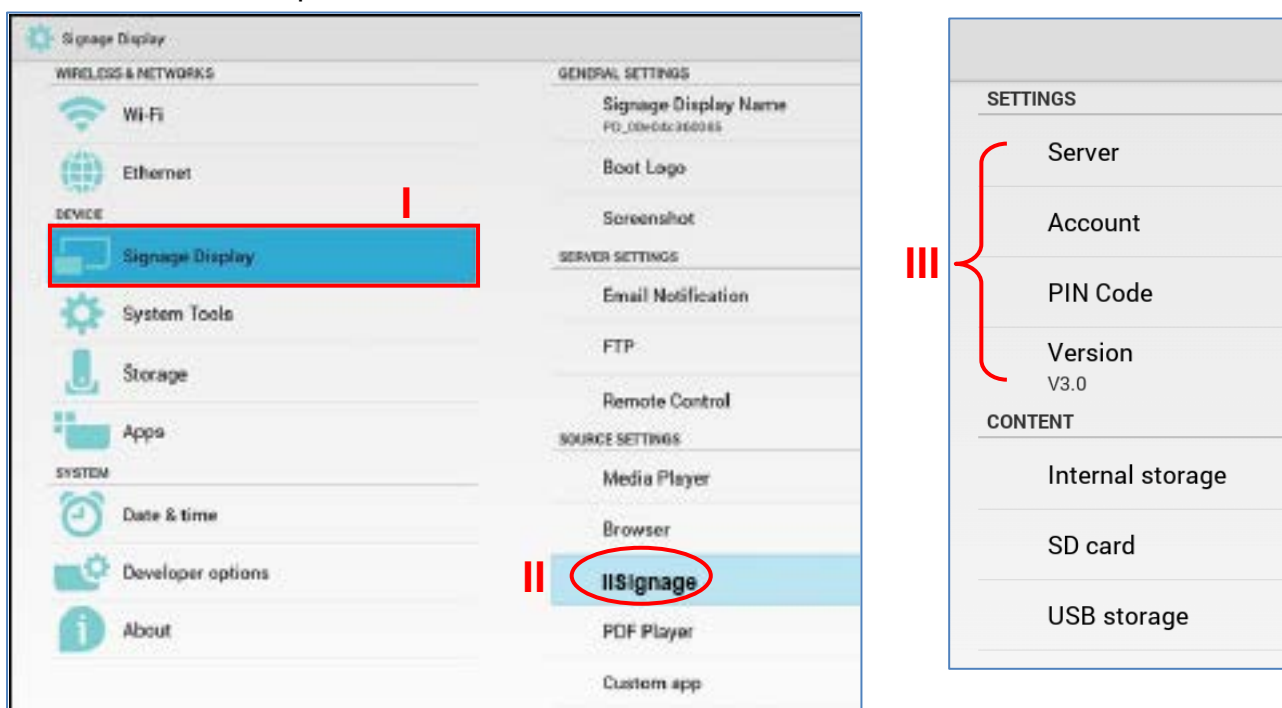 Signage Display
WIRELESS & NETWORKS
Wi-Fi
Ethernet
DEVICE
I
Signage Display
System Tools
Storage
Apps
SYSTEM
Date & time
Developer options
About
GENERAL SETTINGS
Signage Display Name
Boot Logo
Screenshot
SERVER SETTINGS
Email Notification
FTP
Remote Control
SOURCE SETTINGS
Media Player
Browser
II
IISignage
PDF Player
Custom app
SETTINGS
III
Server
Account
PIN Code
Version
V3.0
CONTENT
Internal storage
SD card
USB storage